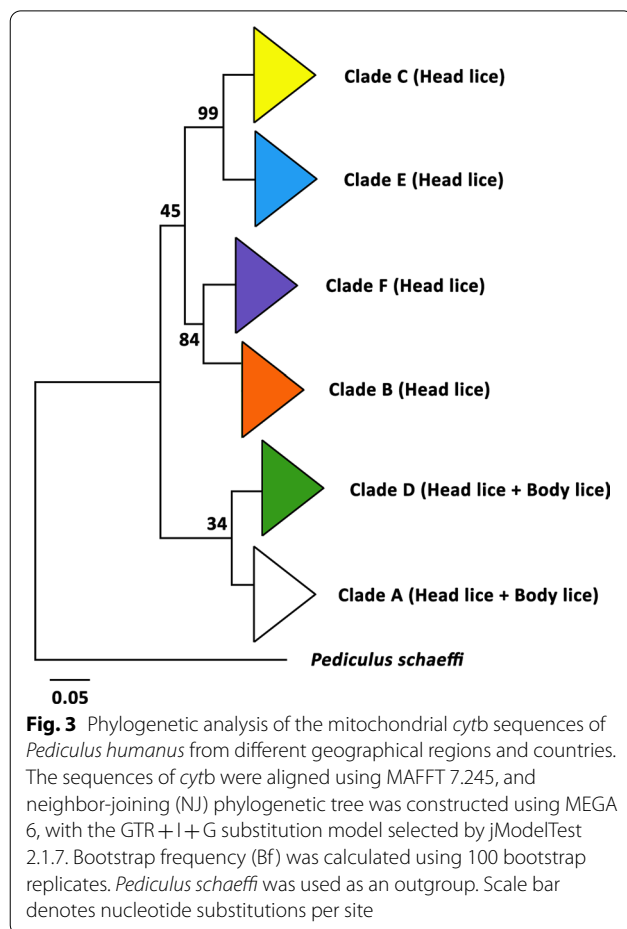 Clade C (Head lice)
99
Clade E (Head lice)
45
Clade F (Head lice)
84
Clade B (Head lice)
Clade D (Head lice + Body lice)
34
Clade A (Head lice + Body lice)
Pediculus schaeffi
0.05
Fig. 3 Phylogenetic analysis of the mitochondrial cytb sequences of
Pediculus humanus from different geographical regions and countries.
The sequences of cytb were aligned using MAFFT 7.245, and
neighbor-joining (NJ) phylogenetic tree was constructed using MEGA
6, with the GTR + I + G substitution model selected by jModelTest
2.1.7. Bootstrap frequency (Bf) was calculated using 100 bootstrap
replicates. Pediculus schaeffi was used as an outgroup. Scale bar
denotes nucleotide substitutions per site